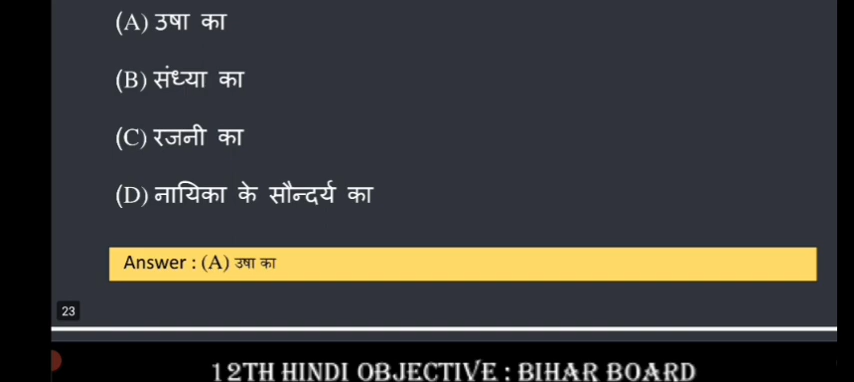 (A) उषा का
(B) संध्या का
(C) रजनी का
(D) नायिका के सौन्दर्य का
Answer : (A) उषा का
23
12TH HINDI OBJECTIVE : BIHAR BOARD